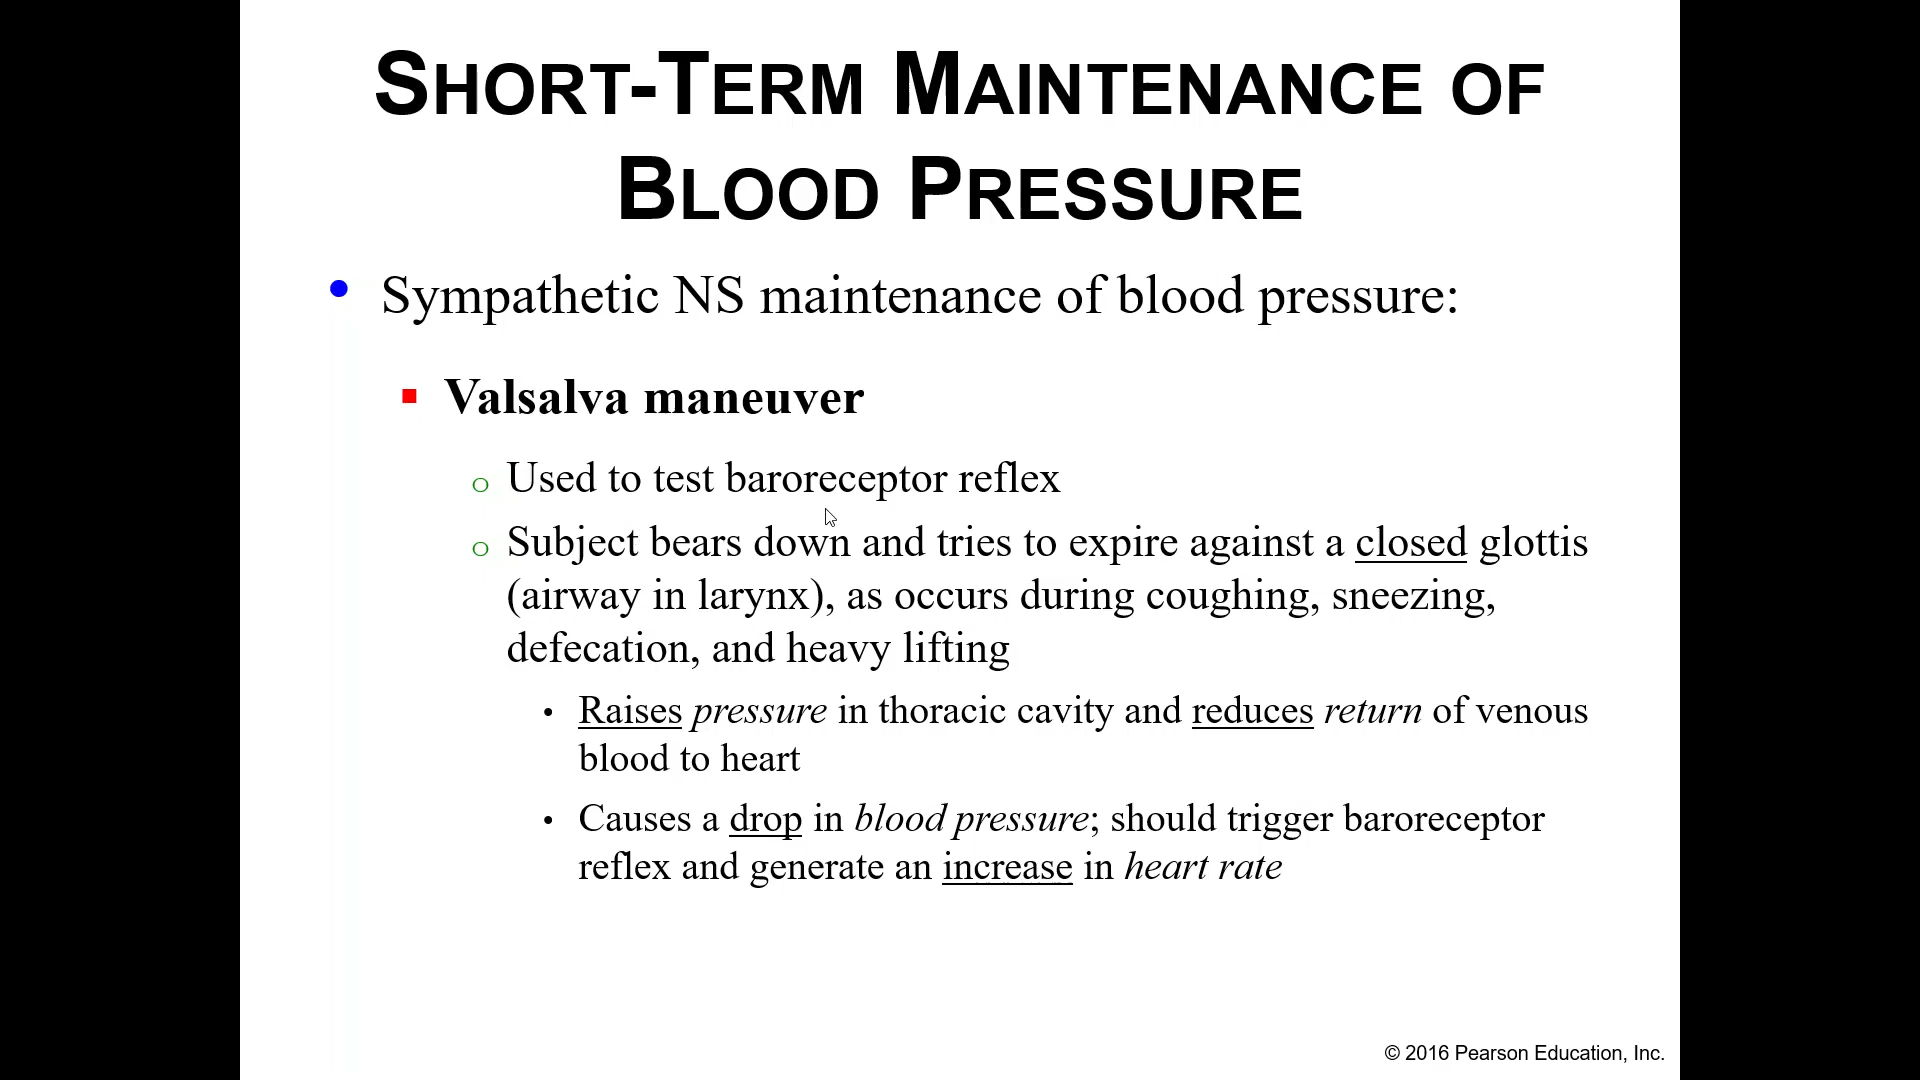 SHORT-TERM MAINTENANCE OF
BLOOD PRESSURE
• Sympathetic NS maintenance of blood pressure:
▪ Valsalva maneuver
o Used to test baroreceptor reflex
o Subject bears down and tries to expire against a closed glottis
(airway in larynx), as occurs during coughing, sneezing,
defecation, and heavy lifting
• Raises pressure in thoracic cavity and reduces return of venous
blood to heart
• Causes a drop in blood pressure; should trigger baroreceptor
reflex and generate an increase in heart rate
© 2016 Pearson Education, Inc.